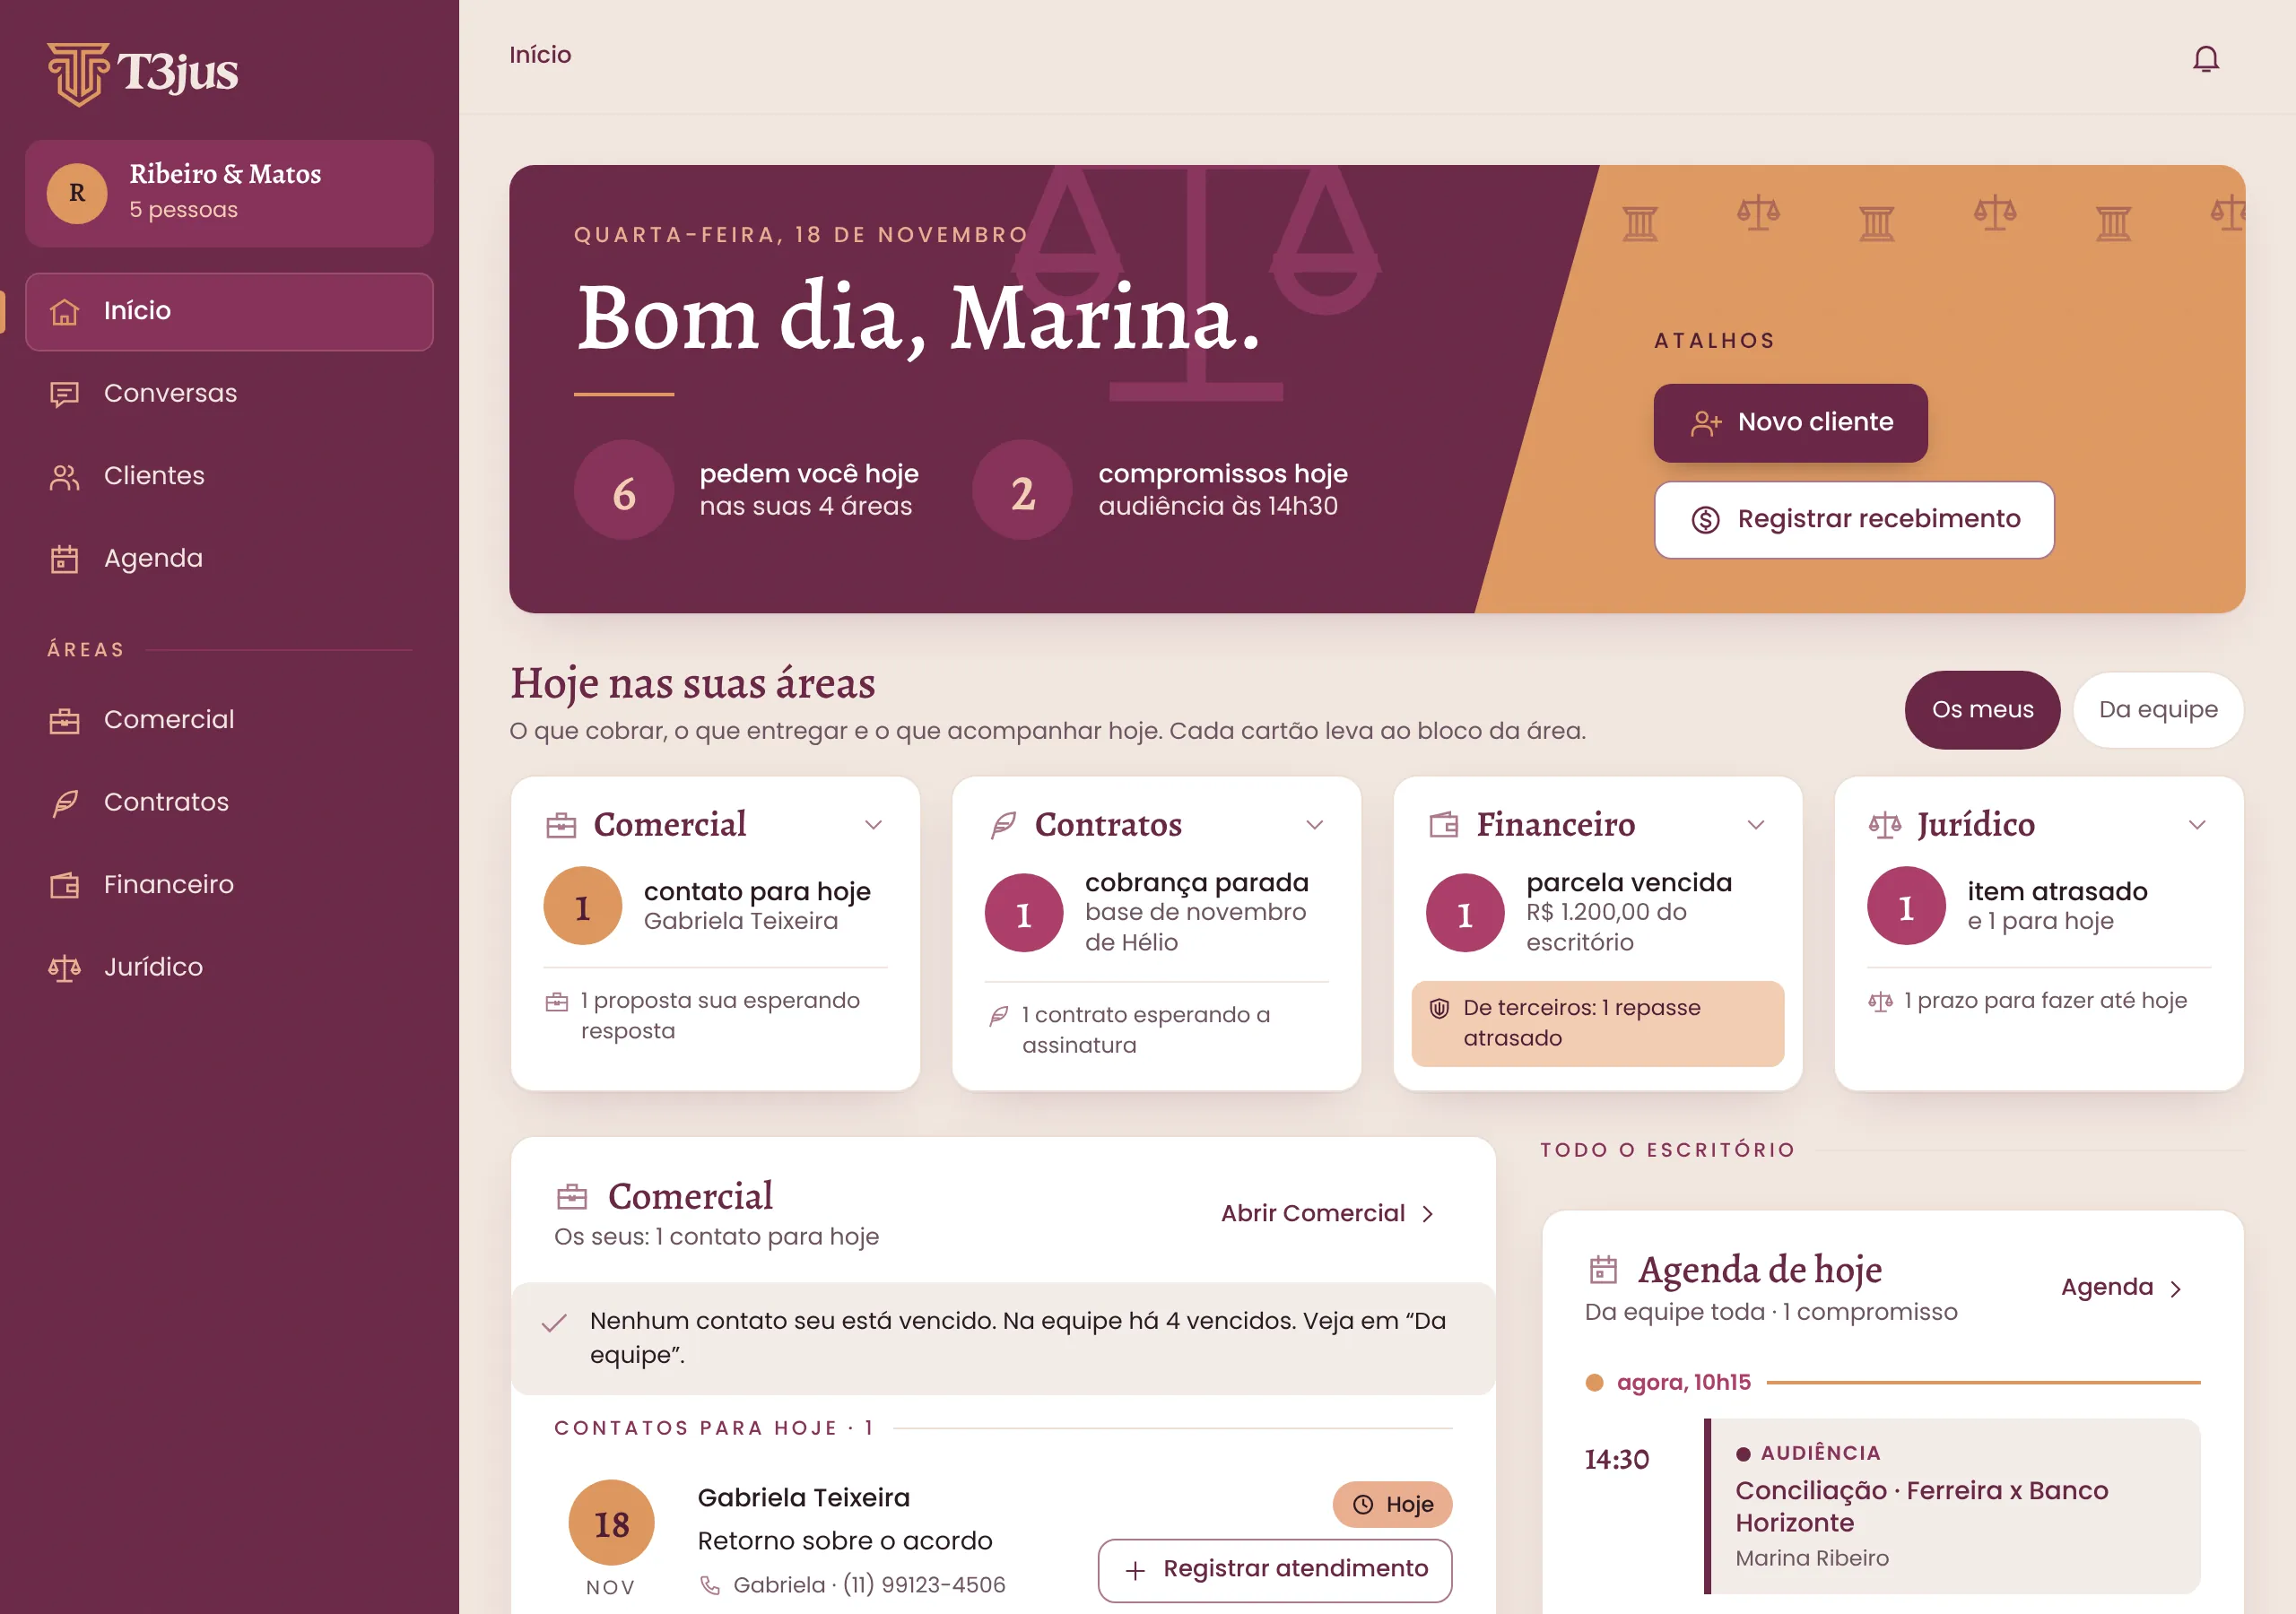 T3jus
R
Ribeiro & Matos
5 pessoas
Início
Conversas
Clientes
Agenda
ÁREAS
Comercial
Contratos
Financeiro
Jurídico
Início
QUARTA-FEIRA, 18 DE NOVEMBRO
Bom dia, Marina.
6
pedem você hoje
nas suas 4 áreas
2
compromissos hoje
audiência às 14h30
ATALHOS
Novo cliente
Registrar recebimento
Hoje nas suas áreas
O que cobrar, o que entregar e o que acompanhar hoje. Cada cartão leva ao bloco da área.
Os meus
Da equipe
Comercial
1
contato para hoje
Gabriela Teixeira
1 proposta sua esperando
resposta
Contratos
1
cobrança parada
base de novembro
de Hélio
1 contrato esperando a
assinatura
Financeiro
1
parcela vencida
R$ 1.200,00 do
escritório
De terceiros: 1 repasse
atrasado
Jurídico
1
item atrasado
e 1 para hoje
1 prazo para fazer até hoje
Comercial
Os seus: 1 contato para hoje
Abrir Comercial
Nenhum contato seu está vencido. Na equipe há 4 vencidos. Veja em “Da
equipe”.
CONTATOS PARA HOJE · 1
18
NOV
Gabriela Teixeira
Retorno sobre o acordo
Gabriela · (11) 99123-4506
Hoje
Registrar atendimento
TODO O ESCRITÓRIO
Agenda de hoje
Da equipe toda · 1 compromisso
Agenda
agora, 10h15
14:30
AUDIÊNCIA
Conciliação · Ferreira x Banco
Horizonte
Marina Ribeiro